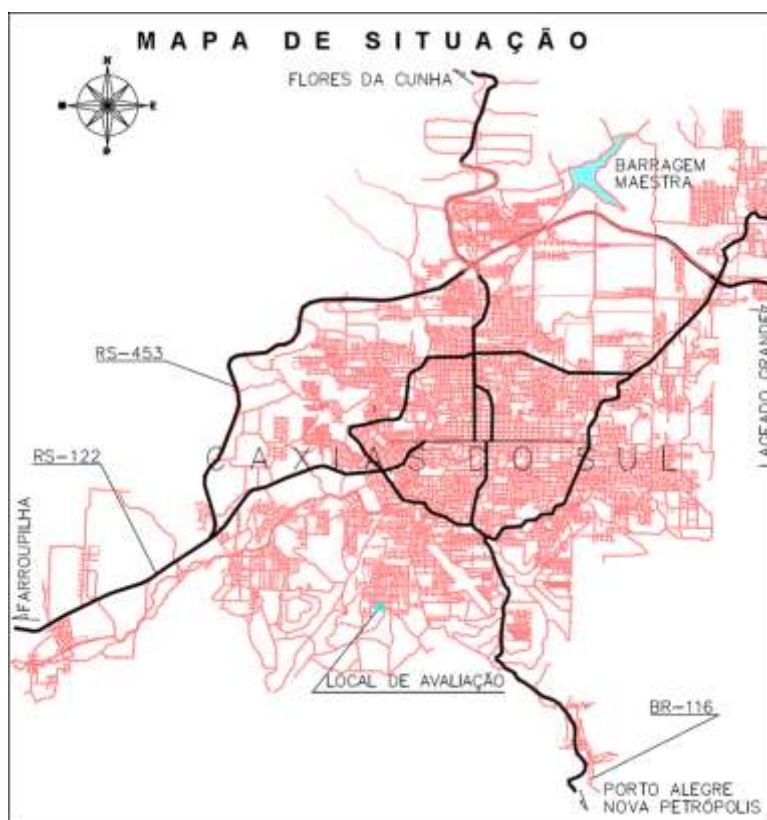 MAPA DE SITUAÇÃO
FLORES DA CUNHA
N
E
BARRAGEM
MAESTRA
RS-453
LAGEADO GRANDE
RS-122
CAXIAS DO SUL
FARROUPILHA
LOCAL DE AVALIAÇÃO
BR-116
PORTO ALEGRE
NOVA PETRÓPOLIS